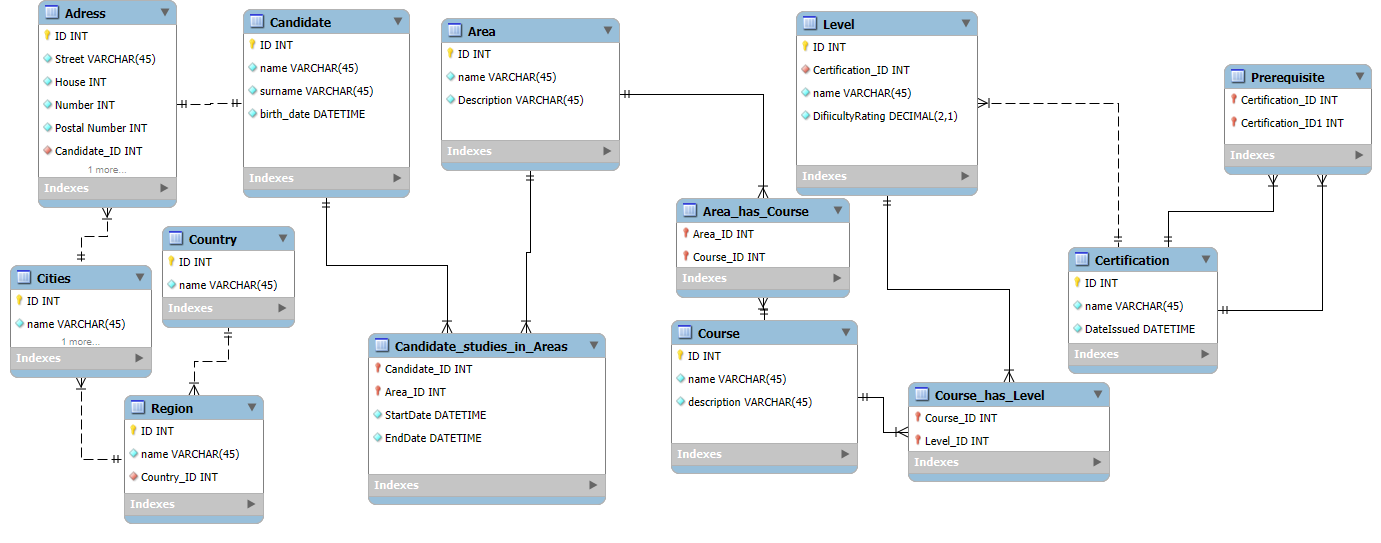 Adress
ID INT
Street VARCHAR(45)
House INT
Number INT
Postal Number INT
Candidate_ID INT
1 more...
Indexes
Candidate
ID INT
name VARCHAR(45)
surname VARCHAR(45)
birth_date DATETIME
Indexes
Area
ID INT
name VARCHAR(45)
Description VARCHAR(45)
Indexes
Level
ID INT
Certification_ID INT
name VARCHAR(45)
DifiicultyRating DECIMAL(2,1)
Indexes
Prerequisite
Certification_ID INT
Certification_ID1 INT
Indexes
Area_has_Course
Area_ID INT
Course_ID INT
Indexes
Country
ID INT
name VARCHAR(45)
Indexes
Certification
ID INT
name VARCHAR(45)
DateIssued DATETIME
Indexes
Cities
ID INT
name VARCHAR(45)
1 more...
Indexes
Course
ID INT
name VARCHAR(45)
description VARCHAR(45)
Indexes
Candidate_studies_in_Areas
Candidate_ID INT
Area_ID INT
StartDate DATETIME
EndDate DATETIME
Indexes
Course_has_Level
Course_ID INT
Level_ID INT
Indexes
Region
ID INT
name VARCHAR(45)
Country_ID INT
Indexes